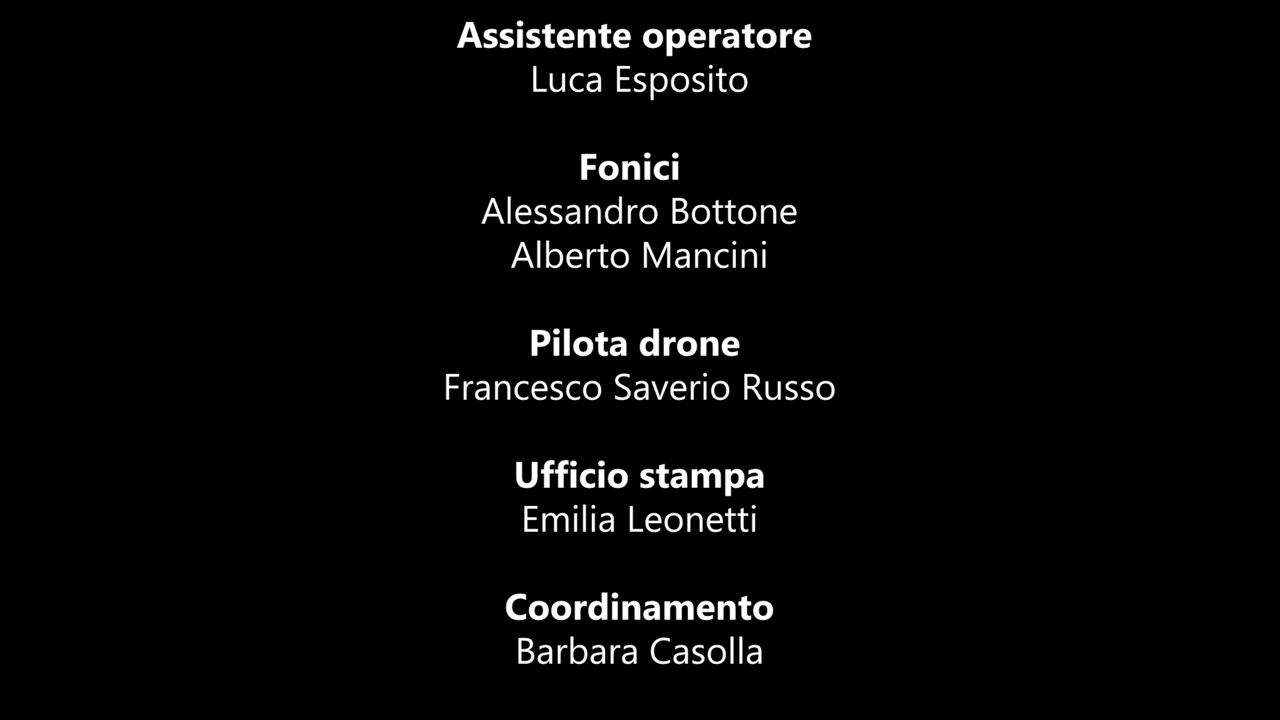 Assistente operatore
Luca Esposito
Fonici
Alessandro Bottone
Alberto Mancini
Pilota drone
Francesco Saverio Russo
Ufficio stampa
Emilia Leonetti
Coordinamento
Barbara Casolla